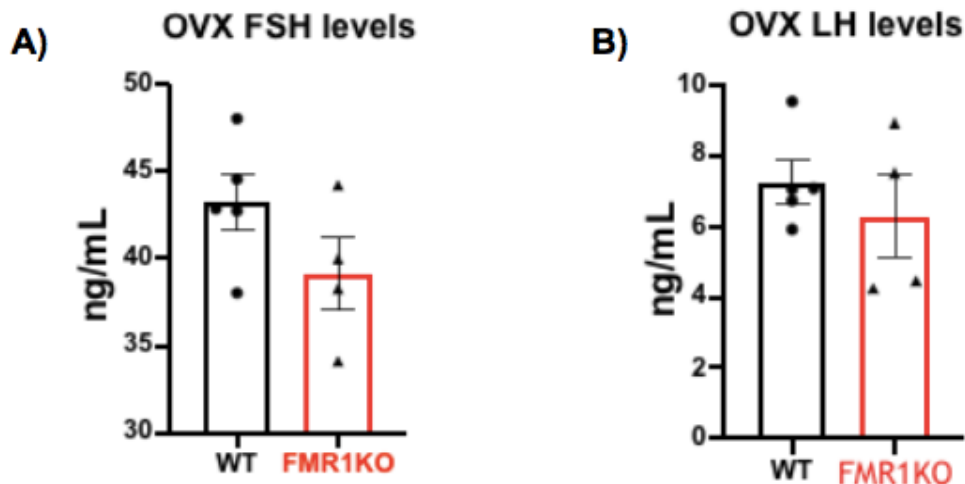 A)
OVX FSH levels
ng/mL
50
45
40
35
30
WT
FMR1KO
B)
OVX LH levels
ng/mL
10
8
6
4
2
0
WT
FMR1KO